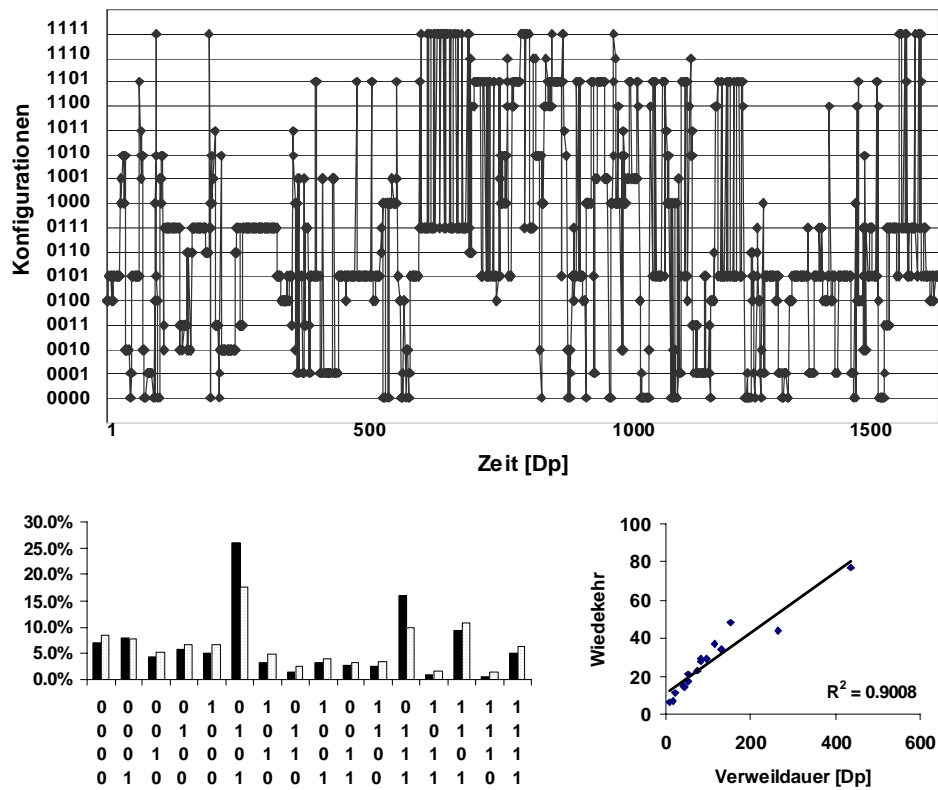 1111
1110
1101
1100
1011
1010
1001
1000
0111
0110
0101
0100
0011
0010
0001
0000
Konfigurationen
1 500 1000 1500
Zeit [Dp]
30.0%
25.0%
20.0%
15.0%
10.0%
5.0%
0.0%
0 0 0 0 1 0 1 0 1 0 1 0 1 1 1 1
0 0 0 1 0 1 0 0 0 1 1 1 0 1 1 1
0 0 1 0 0 0 0 1 1 1 0 1 1 0 1 1
0 1 0 0 0 1 1 1 0 0 0 1 1 1 0 1
100
80
60
40
20
0
Wiedekehr
R² = 0.9008
0 200 400 600
Verweildauer [Dp]